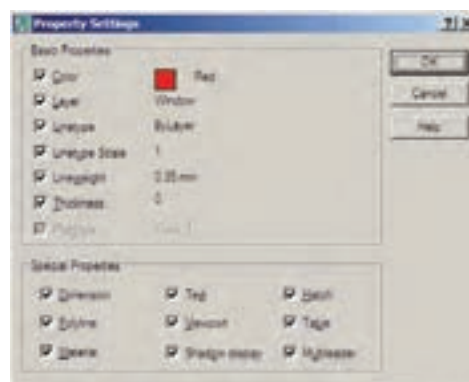 Property Settings
Basic Properties
Color Red
Layer Window
Linetype ByLayer
Linetype Scale 1
Lineweight 0.35 mm
Thickness 0
Special Properties
Dimension Text Hatch
Polyline Viewport Table
Material Shadow display Multileader
OK
Cancel
Help